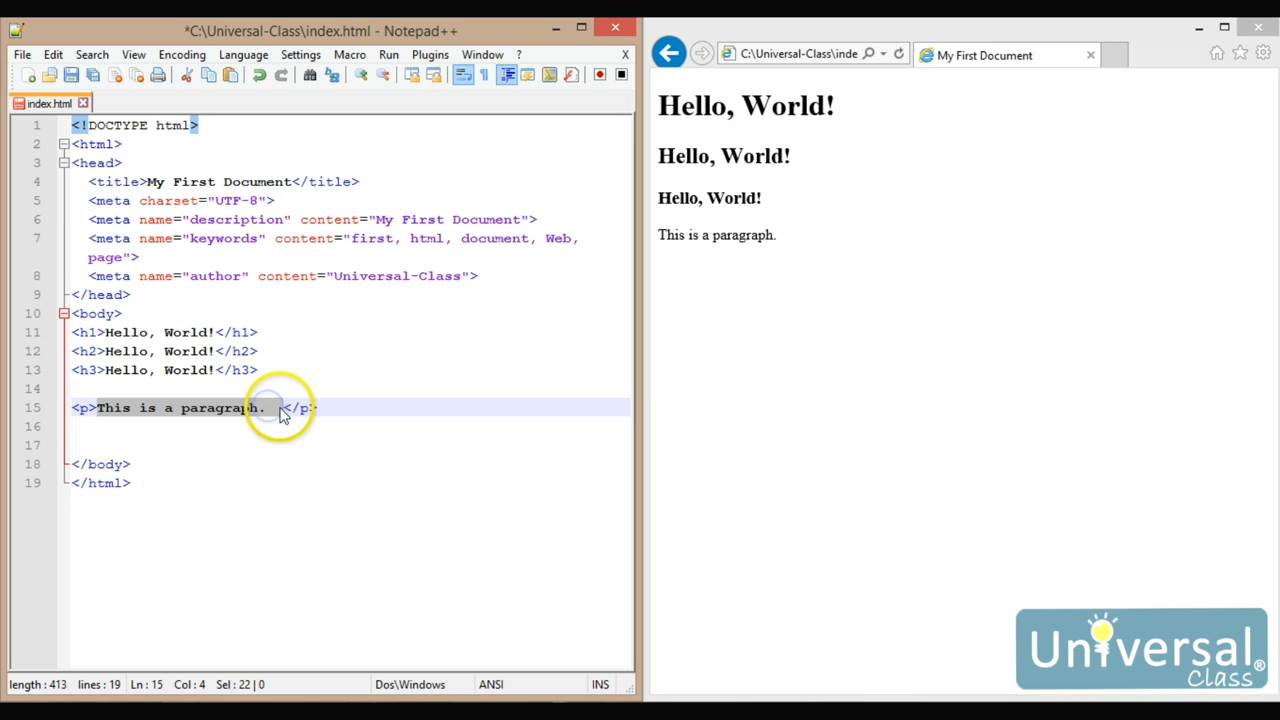 *C:\Universal-Class\index.html - Notepad++
File Edit Search View Encoding Language Settings Macro Run Plugins Window ? X
index.html
1 <!DOCTYPE html>
2 <html>
3 <head>
4 <title>My First Document</title>
5 <meta charset="UTF-8">
6 <meta name="description" content="My First Document">
7 <meta name="keywords" content="first, html, document, Web,
page">
8 <meta name="author" content="Universal-Class">
9 </head>
10 <body>
11 <h1>Hello, World!</h1>
12 <h2>Hello, World!</h2>
13 <h3>Hello, World!</h3>
14
15 <p>This is a paragraph. </p>
16
17
18 </body>
19 </html>
length : 413 lines : 19 Ln : 15 Col : 4 Sel : 22 | 0 Dos\Windows ANSI INS
C:\Universal-Class\inde
My First Document
Hello, World!
Hello, World!
Hello, World!
This is a paragraph.
Universal®
Class